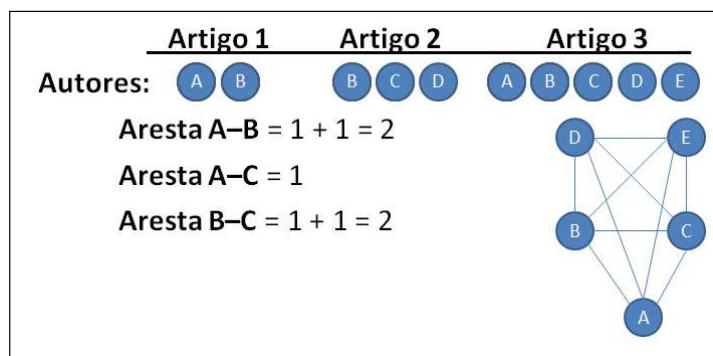 Artigo 1 Artigo 2 Artigo 3
Autores: A B B C D A B C D E
Aresta A–B = 1 + 1 = 2
Aresta A–C = 1
Aresta B–C = 1 + 1 = 2
D E
B C
A